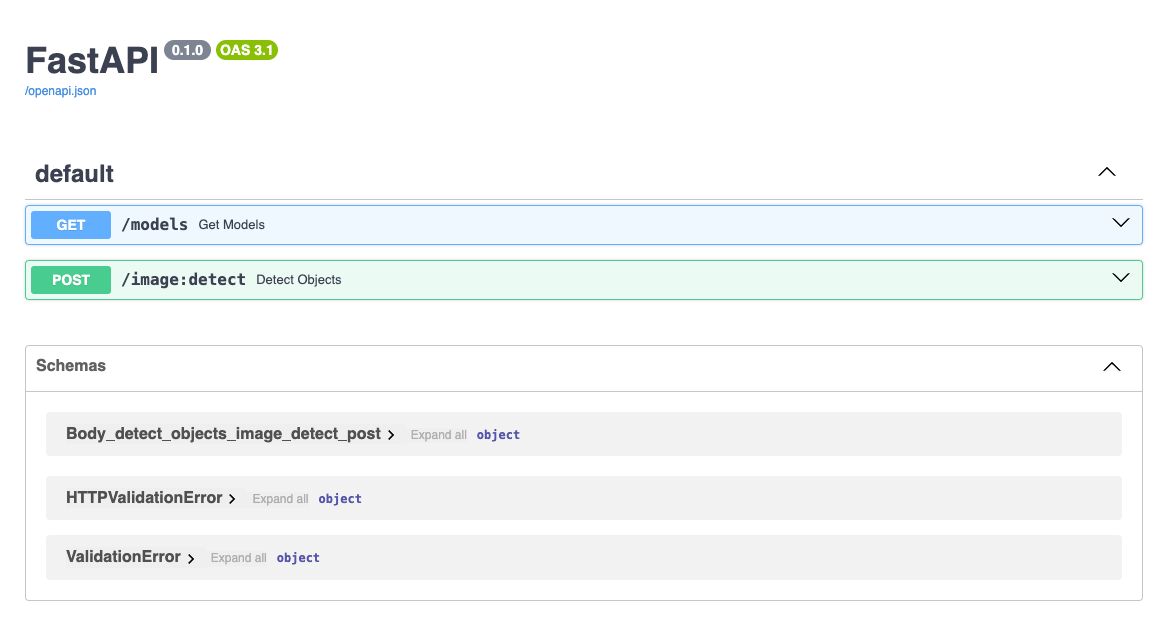 FastAPI 0.1.0 OAS 3.1
/openapi.json
default
GET /models Get Models
POST /image:detect Detect Objects
Schemas
Body_detect_objects_image_detect_post Expand all object
HTTPValidationError Expand all object
ValidationError Expand all object